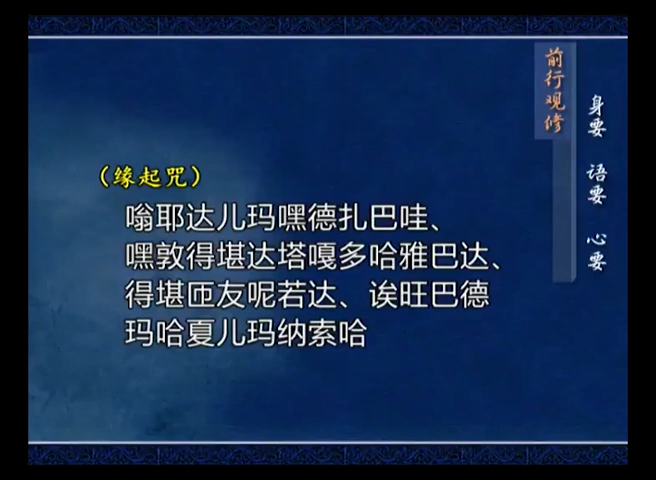 前行观修
身要 语要 心要
（缘起咒）
嗡耶达儿玛嘿德扎巴哇、
嘿敦得堪达塔嘎多哈雅巴达、
得堪匝友呢若达、诶旺巴德
玛哈夏儿玛纳索哈